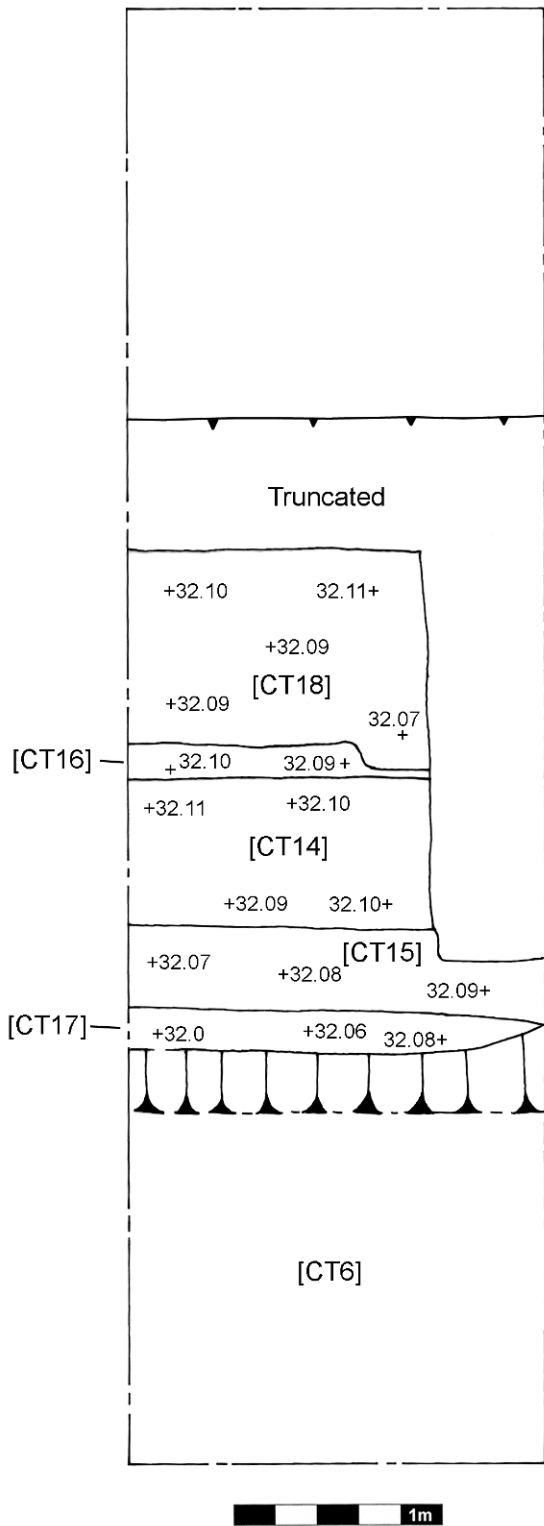 Truncated
+32.10 32.11+
+32.09
[CT18]
+32.09 32.07
+
[CT16] +32.10 32.09+
+32.11 +32.10
[CT14]
+32.09 32.10+
[CT15]
+32.07 +32.08
32.09+
[CT17] +32.0 +32.06 32.08+
[CT6]
1m